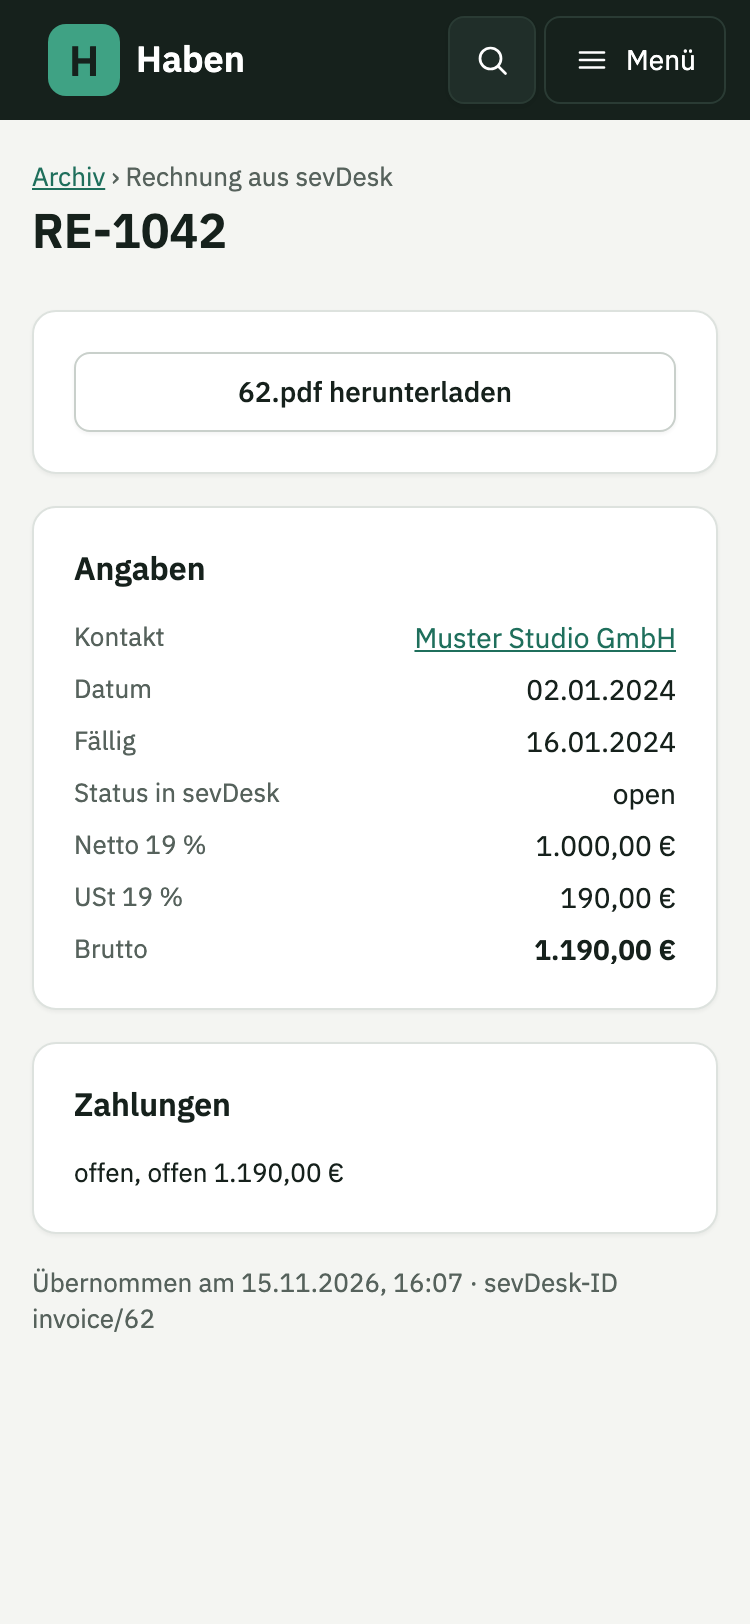 H Haben Menü
Archiv › Rechnung aus sevDesk
RE-1042
62.pdf herunterladen
Angaben
Kontakt Muster Studio GmbH
Datum 02.01.2024
Fällig 16.01.2024
Status in sevDesk open
Netto 19 % 1.000,00 €
USt 19 % 190,00 €
Brutto 1.190,00 €
Zahlungen
offen, offen 1.190,00 €
Übernommen am 15.11.2026, 16:07 · sevDesk-ID
invoice/62